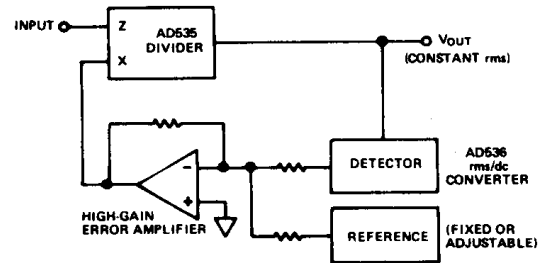 INPUT
Z
X
AD535
DIVIDER
VOUT
(CONSTANT rms)
-
+
HIGH-GAIN
ERROR AMPLIFIER
DETECTOR
AD536
rms/dc
CONVERTER
REFERENCE
(FIXED OR
ADJUSTABLE)